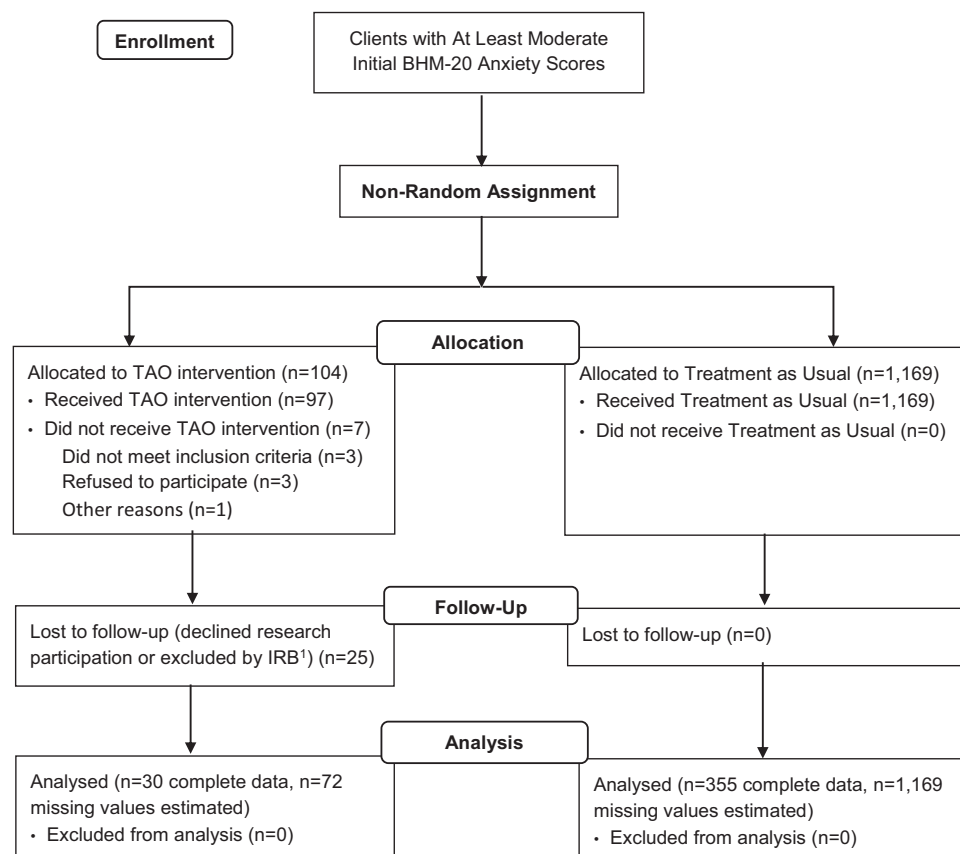 Enrollment
Clients with At Least Moderate
Initial BHM-20 Anxiety Scores
Non-Random Assignment
Allocation
Allocated to TAO intervention (n=104)
• Received TAO intervention (n=97)
• Did not receive TAO intervention (n=7)
Did not meet inclusion criteria (n=3)
Refused to participate (n=3)
Other reasons (n=1)
Allocated to Treatment as Usual (n=1,169)
• Received Treatment as Usual (n=1,169)
• Did not receive Treatment as Usual (n=0)
Follow-Up
Lost to follow-up (declined research
participation or excluded by IRB¹) (n=25)
Lost to follow-up (n=0)
Analysis
Analysed (n=30 complete data, n=72
missing values estimated)
• Excluded from analysis (n=0)
Analysed (n=355 complete data, n=1,169
missing values estimated)
• Excluded from analysis (n=0)